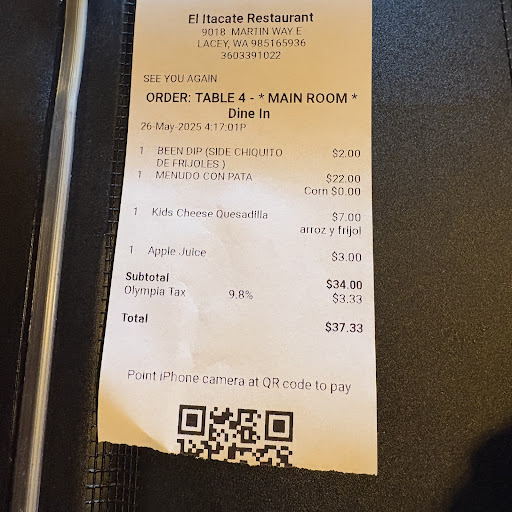 El Itacate Restaurant
9018 MARTIN WAY E
LACEY, WA 985165936
3603391022
SEE YOU AGAIN
ORDER: TABLE 4 - * MAIN ROOM *
Dine In
26-May-2025 4:17:01P
1 BEEN DIP (SIDE CHIQUITO $2.00
DE FRIJOLES )
1 MENUDO CON PATA $22.00
Corn $0.00
1 Kids Cheese Quesadilla $7.00
arroz y frijol
1 Apple Juice $3.00
Subtotal $34.00
Olympia Tax 9.8% $3.33
Total $37.33
Point iPhone camera at QR code to pay